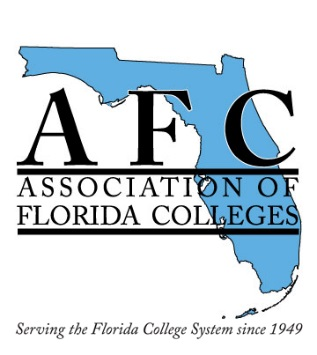 AFC
ASSOCIATION OF
FLORIDA COLLEGES
Serving the Florida College System since 1949